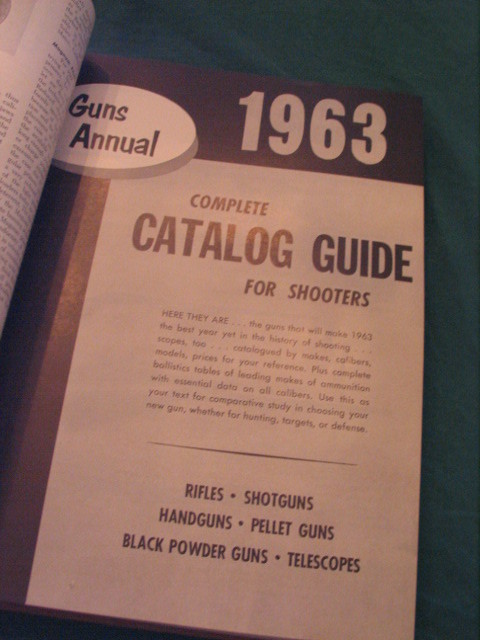 Guns
Annual
1963
COMPLETE
CATALOG GUIDE
FOR SHOOTERS
HERE THEY ARE . . . the guns that will make 1963
the best year yet in the history of shooting . . .
scopes, too . . . catalogued by makes, calibers,
models, prices for your reference. Plus complete
ballistics tables of leading makes of ammunition
with essential data on all calibers. Use this as
your text for comparative study in choosing your
new gun, whether for hunting, targets, or defense.
RIFLES • SHOTGUNS
HANDGUNS • PELLET GUNS
BLACK POWDER GUNS • TELESCOPES